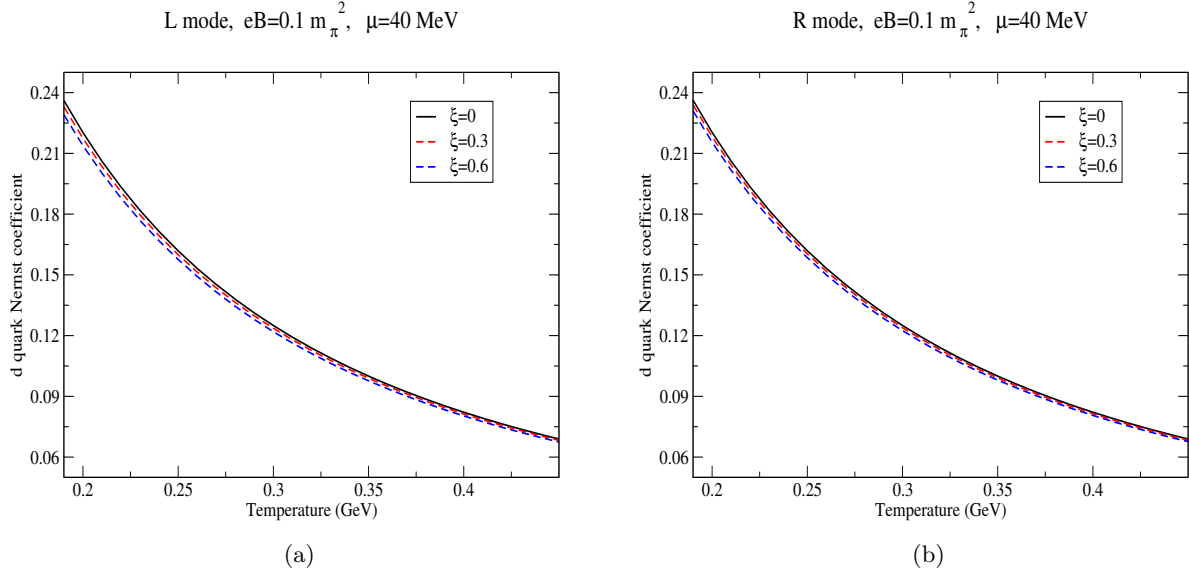 L mode, eB=0.1 m_π^2, μ=40 MeV
d quark Nernst coefficient
0.24
0.21
0.18
0.15
0.12
0.09
0.06
ξ=0
ξ=0.3
ξ=0.6
0.2 0.25 0.3 0.35 0.4
Temperature (GeV)
(a)
R mode, eB=0.1 m_π^2, μ=40 MeV
d quark Nernst coefficient
0.24
0.21
0.18
0.15
0.12
0.09
0.06
ξ=0
ξ=0.3
ξ=0.6
0.2 0.25 0.3 0.35 0.4
Temperature (GeV)
(b)